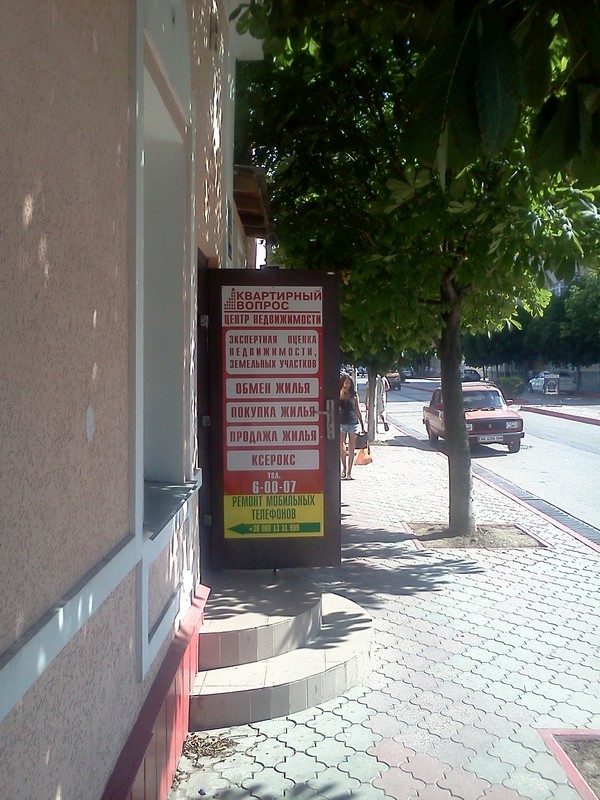 КВАРТИРНЫЙ
ВОПРОС
ЦЕНТР НЕДВИЖИМОСТИ
ЭКСПЕРТНАЯ ОЦЕНКА
НЕДВИЖИМОСТИ,
ЗЕМЕЛЬНЫХ УЧАСТКОВ
ОБМЕН ЖИЛЬЯ
ПОКУПКА ЖИЛЬЯ
ПРОДАЖА ЖИЛЬЯ
КСЕРОКС
ТЕЛ.
6-00-07
РЕМОНТ МОБИЛЬНЫХ
ТЕЛЕФОНОВ